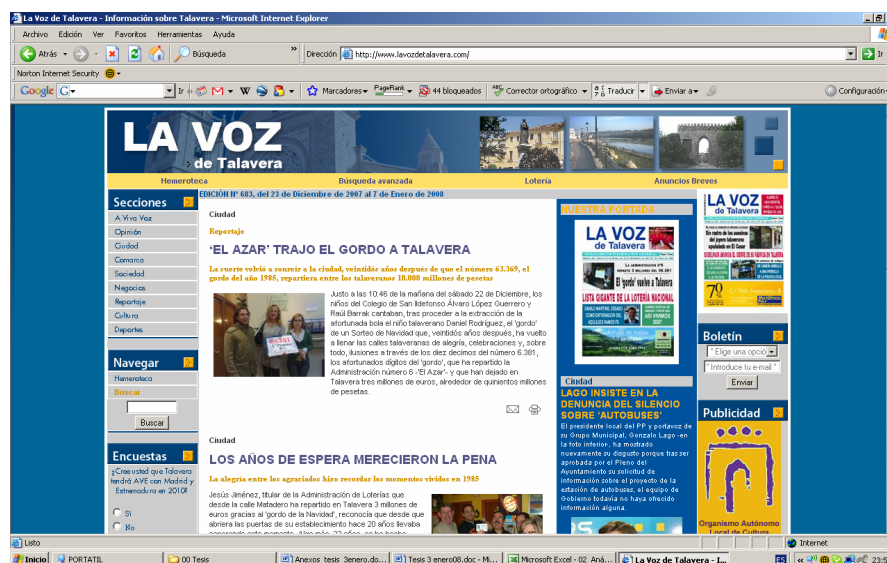 La Voz de Talavera - Información sobre Talavera - Microsoft Internet Explorer
Archivo Edición Ver Favoritos Herramientas Ayuda
Atrás Búsqueda » Dirección http://www.lavozdetalavera.com/ Ir
Norton Internet Security
Google G Ir Marcadores PageRank 44 bloqueados Corrector ortográfico Traducir Enviar a Configuración
LA VOZ
de Talavera
Hemeroteca Búsqueda avanzada Lotería Anuncios Breves
EDICIÓN Nº 683, del 23 de Diciembre de 2007 al 7 de Enero de 2008
Secciones
A Viva Voz
Opinión
Ciudad
Comarca
Sociedad
Negocios
Reportaje
Cultura
Deportes
Navegar
Hemeroteca
Buscar
Buscar
Encuestas
¿Cree usted que Talavera
tendrá AVE con Madrid y
Extremadura en 2010?
Si
No
Ciudad
Reportaje
'EL AZAR' TRAJO EL GORDO A TALAVERA
La suerte volvió a sonreir a la ciudad, veintidós años después de que el número 63.369, el
gordo del año 1985, repartiera entre los talaveranos 10.000 millones de pesetas
Justo a las 10:46 de la mañana del sábado 22 de Diciembre, los
niños del Colegio de San Ildefonso Álvaro López Guerrero y
Raúl Barrak cantaban, tras proceder a la extracción de la
afortunada bola el niño talaverano Daniel Rodríguez, el 'gordo'
de un Sorteo de Navidad que, veintidós años después, ha vuelto
a llenar las calles talaveranas de alegría, celebraciones y, sobre
todo, ilusiones a través de los diez decimos del número 6.381,
los afortunados dígitos del 'gordo', que ha repartido la
Administración número 6 -'El Azar'- y que han dejado en
Talavera tres millones de euros, alrededor de quinientos millones
de pesetas.
Ciudad
LOS AÑOS DE ESPERA MERECIERON LA PENA
La alegría entre los agraciados hizo recordar los momentos vividos en 1985
Jesús Jiménez, titular de la Administración de Loterías que
desde la calle Matadero ha repartido en Talavera 3 millones de
euros gracias al 'gordo de la Navidad', reconocía que desde que
abriera las puertas de su establecimiento hace 20 años llevaba
NUESTRA PORTADA
LA VOZ
de Talavera
El 'gordo' vuelve a Talavera
LISTA GIGANTE DE LA LOTERÍA NACIONAL
Ciudad
LAGO INSISTE EN LA
DENUNCIA DEL SILENCIO
SOBRE 'AUTOBUSES'
El presidente local del PP y portavoz de
su Grupo Municipal, Gonzalo Lago -en
la foto inferior-, ha mostrado
nuevamente su disgusto porque tras ser
aprobada por el Pleno del
Ayuntamiento su solicitud de
información sobre el proyecto de la
estación de autobuses, el equipo de
Gobierno todavía no haya ofrecido
información alguna.
LA VOZ
de Talavera
Boletín
* Elige una opció
* Introduce tu e-mail *
Enviar
Publicidad
Organismo Autónomo
Local de Cultura
Listo Internet
Inicio PORTATIL 00 Tesis Anexos tesis 3enero.do... Tesis 3 enero08.doc - Mi... Microsoft Excel - 02 Aná... La Voz de Talavera - I... ES « 23:5